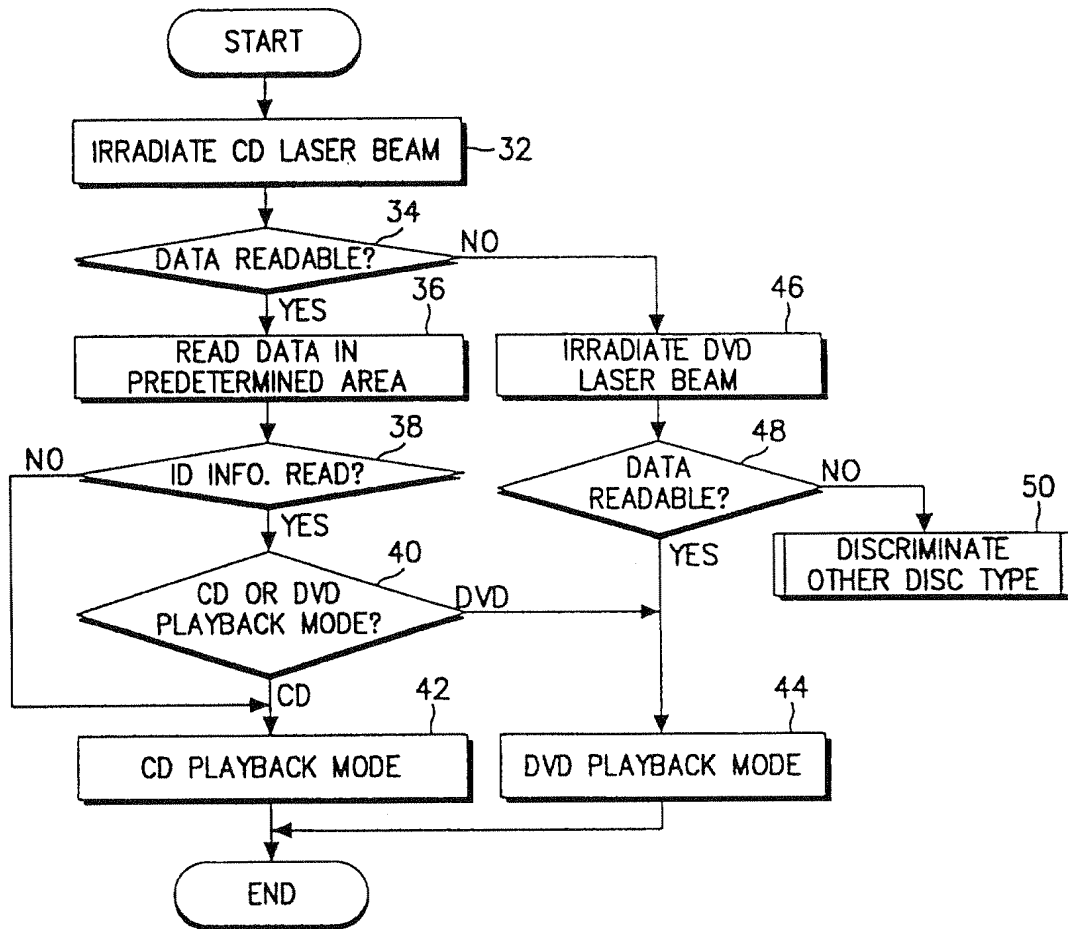 START
IRRADIATE CD LASER BEAM
32
34
DATA READABLE?
NO
YES
36
46
READ DATA IN
PREDETERMINED AREA
IRRADIATE DVD
LASER BEAM
38
NO
ID INFO. READ?
YES
48
DATA
READABLE?
NO
YES
50
DISCRIMINATE
OTHER DISC TYPE
40
CD OR DVD
PLAYBACK MODE?
DVD
CD
42
CD PLAYBACK MODE
44
DVD PLAYBACK MODE
END